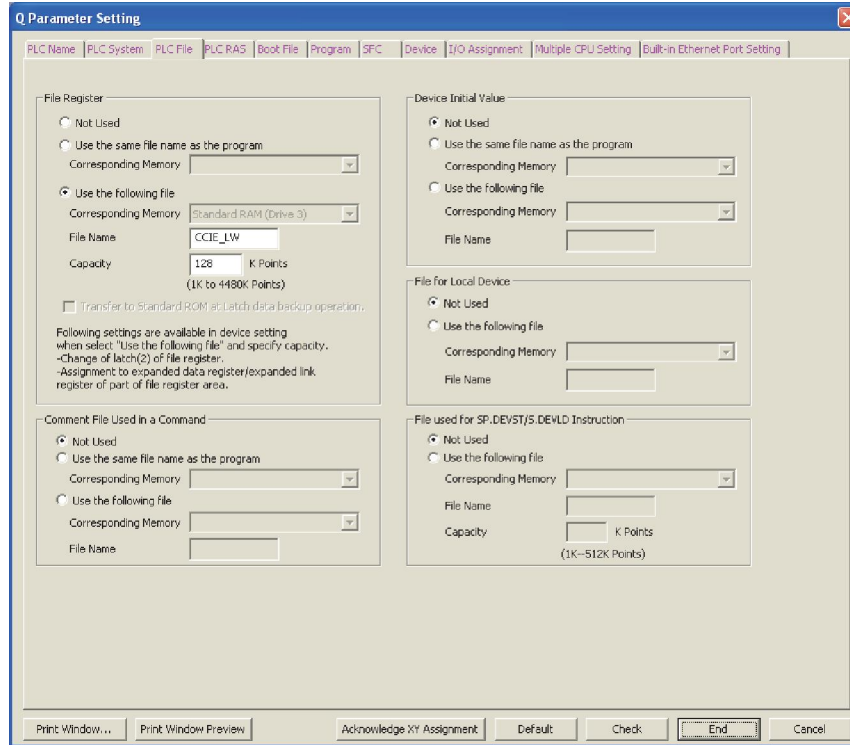 Q Parameter Setting
PLC Name PLC System PLC File PLC RAS Boot File Program SFC Device I/O Assignment Multiple CPU Setting Built-in Ethernet Port Setting
File Register
Not Used
Use the same file name as the program
Corresponding Memory
Use the following file
Corresponding Memory Standard RAM (Drive 3)
File Name CCIE_LW
Capacity 128 K Points
(1K to 4480K Points)
Transfer to Standard ROM at Latch data backup operation.
Following settings are available in device setting
when select "Use the following file" and specify capacity.
-Change of latch(2) of file register.
-Assignment to expanded data register/expanded link
register of part of file register area.
Comment File Used in a Command
Not Used
Use the same file name as the program
Corresponding Memory
Use the following file
Corresponding Memory
File Name
Device Initial Value
Not Used
Use the same file name as the program
Corresponding Memory
Use the following file
Corresponding Memory
File Name
File for Local Device
Not Used
Use the following file
Corresponding Memory
File Name
File used for SP.DEVST/S.DEVLD Instruction
Not Used
Use the following file
Corresponding Memory
File Name
Capacity K Points
(1K--512K Points)
Print Window... Print Window Preview Acknowledge XY Assignment Default Check End Cancel